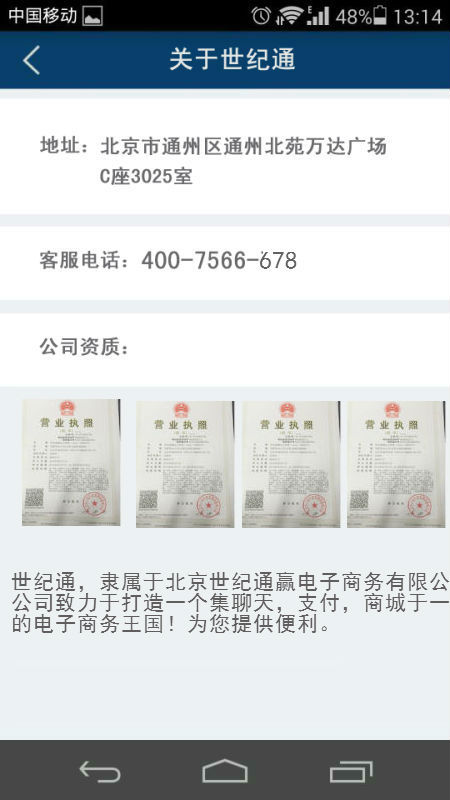 中国移动 48% 13:14
关于世纪通
地址：北京市通州区通州北苑万达广场
C座3025室
客服电话：400-7566-678
公司资质：
营业执照 营业执照 营业执照 营业执照
世纪通，隶属于北京世纪通赢电子商务有限公
公司致力于打造一个集聊天，支付，商城于一
的电子商务王国！为您提供便利。